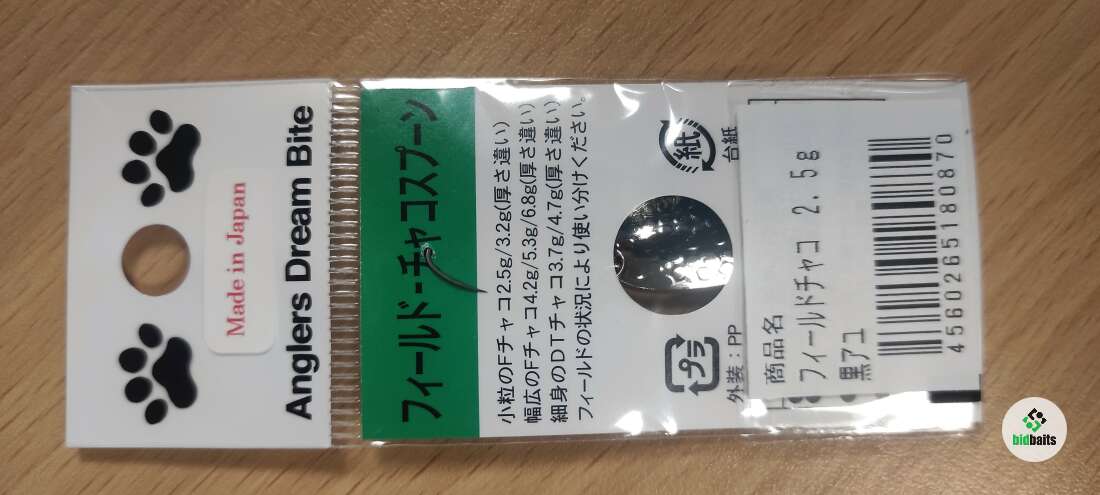 Made in Japan
Anglers Dream Bite
フィールド-チャコスプーン
小粒のFチャコ2.5g/3.2g(厚さ違い)
幅広のFチャコ4.2g/5.3g/6.8g(厚さ違い)
細身のDTチャコ3.7g/4.7g(厚さ違い)
フィールドの状況により使い分けください。
プラ
外装:PP
紙
台紙
商品名
フィールドチャコ 2.5g
黒アユ
4560265180870
bidbaits